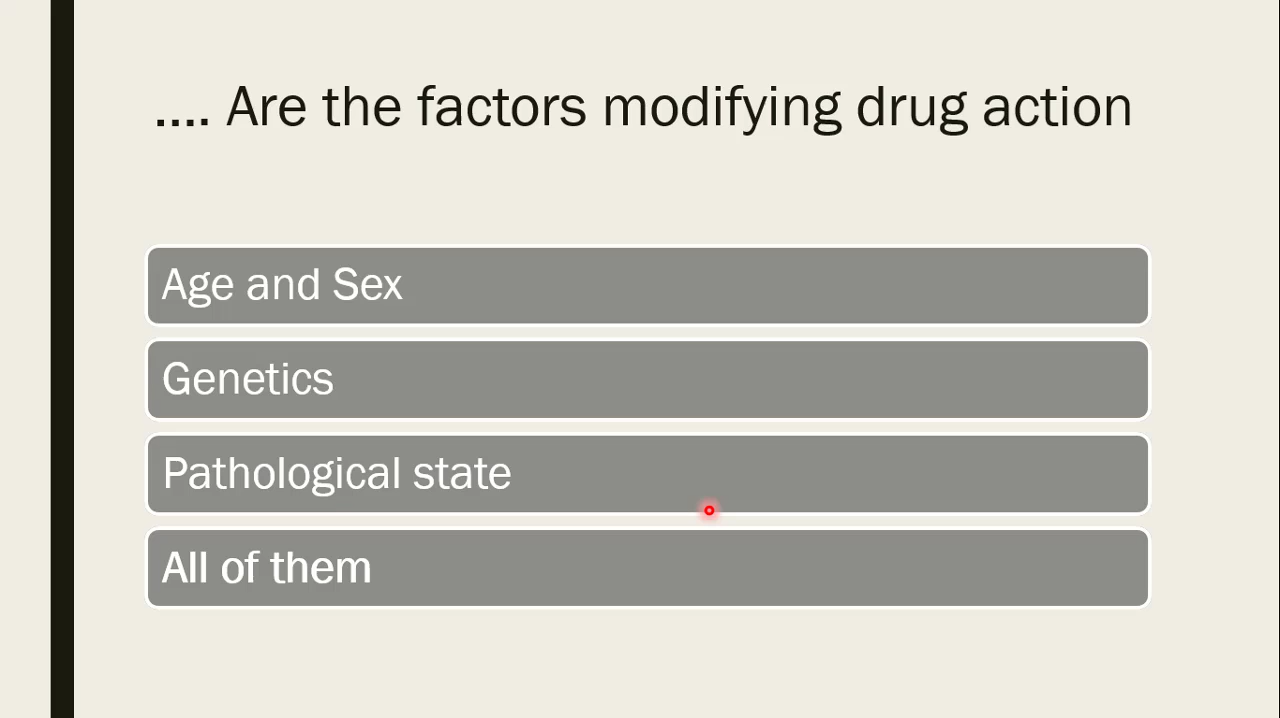 .... Are the factors modifying drug action
Age and Sex
Genetics
Pathological state
All of them